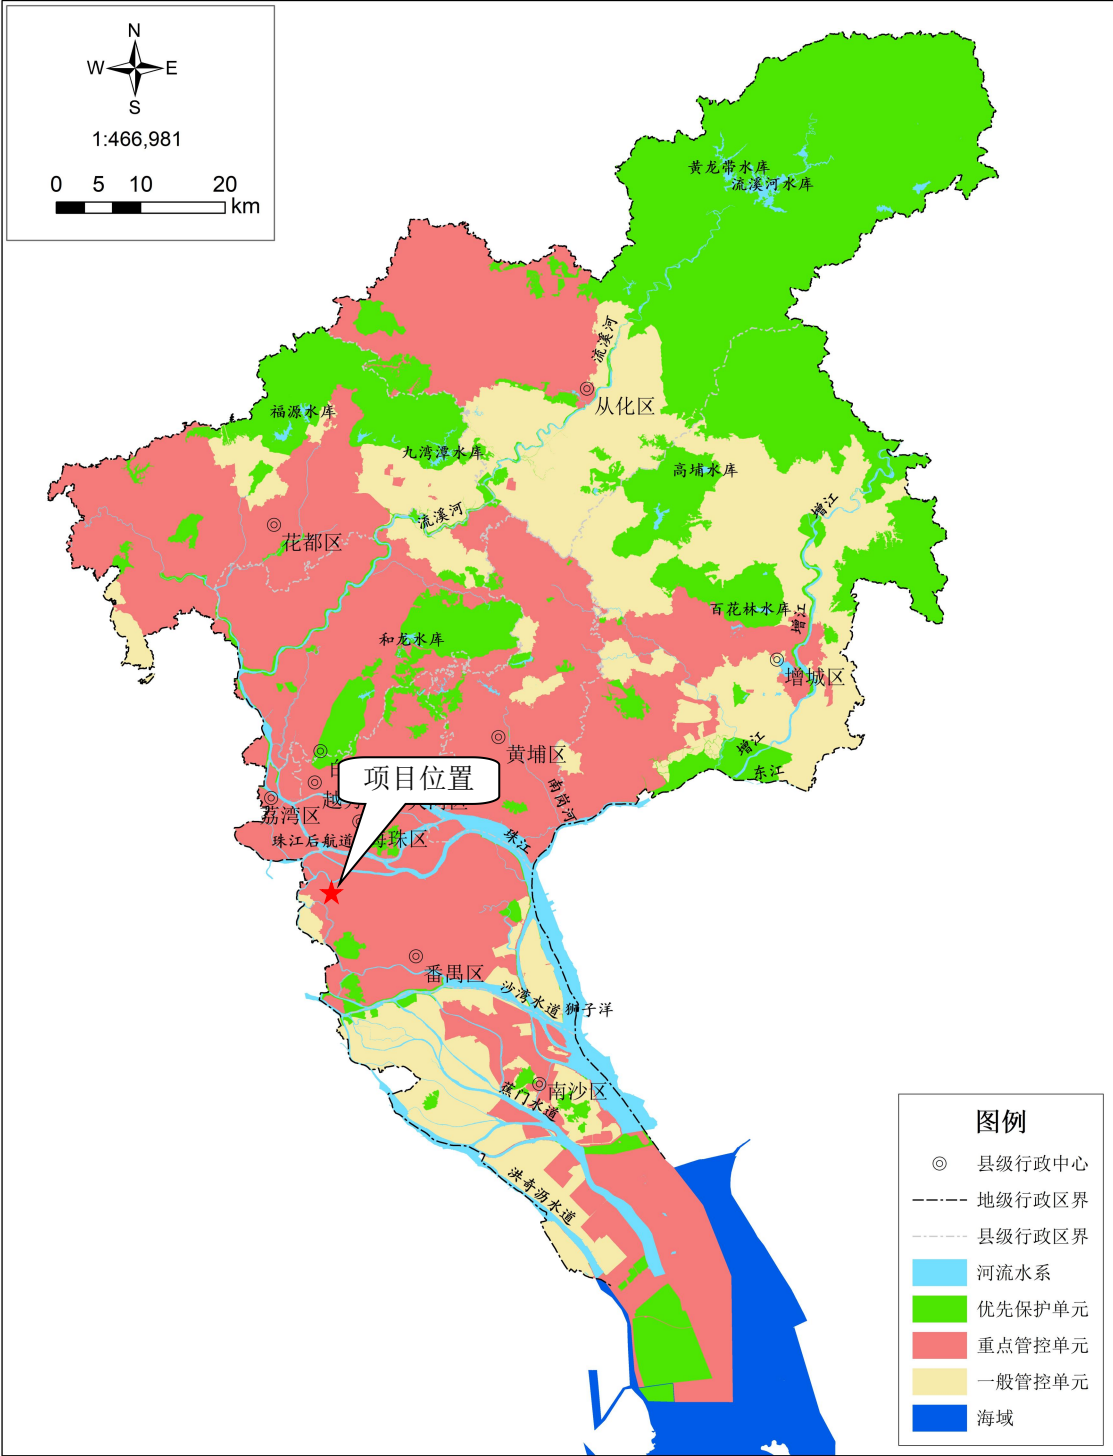 N
W E
S
1:466,981
0 5 10 20
km
黄龙带水库
流溪河水库
流溪河
从化区
福源水库
九湾潭水库
高埔水库
增江
流溪河
花都区
百花林水库
增江
和龙水库
增城区
黄埔区
增江
东江
项目位置
南岗河
荔湾区
珠江
珠江后航道
海珠区
番禺区
沙湾水道
狮子洋
南沙区
蕉门水道
洪奇沥水道
图例
县级行政中心
地级行政区界
县级行政区界
河流水系
优先保护单元
重点管控单元
一般管控单元
海域